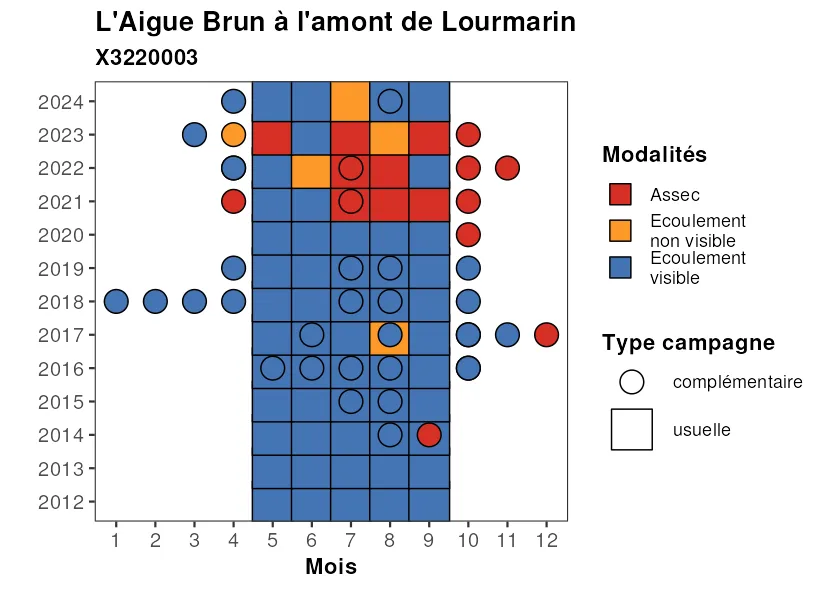 L'Aigue Brun à l'amont de Lourmarin
X3220003
2024
2023
2022
2021
2020
2019
2018
2017
2016
2015
2014
2013
2012
1 2 3 4 5 6 7 8 9 10 11 12
Mois
Modalités
Assec
Ecoulement
non visible
Ecoulement
visible
Type campagne
complémentaire
usuelle